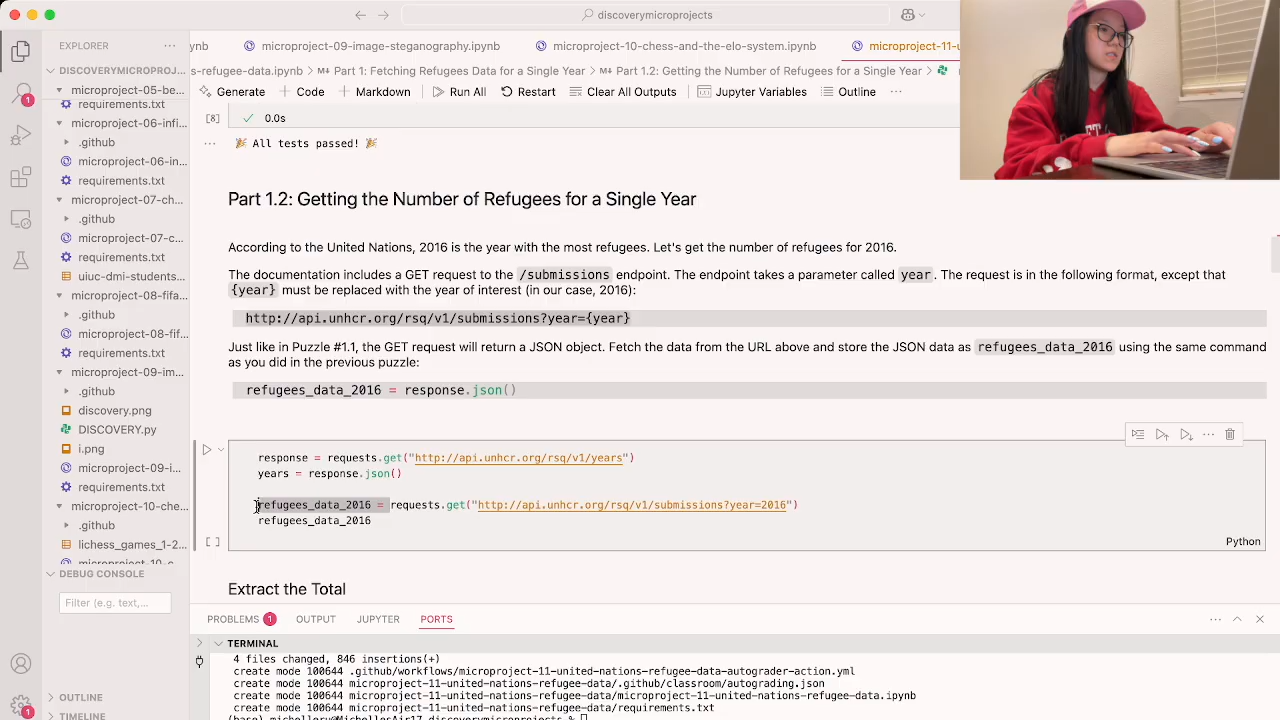 discoverymicroprojects
EXPLORER
ynb
microproject-09-image-steganography.ipynb
microproject-10-chess-and-the-elo-system.ipynb
microproject-11-u
DISCOVERYMICROPROJ...
s-refugee-data.ipynb
Part 1: Fetching Refugees Data for a Single Year
Part 1.2: Getting the Number of Refugees for a Single Year
Generate
Code
Markdown
Run All
Restart
Clear All Outputs
Jupyter Variables
Outline
microproject-05-be...
requirements.txt
microproject-06-infi...
.github
microproject-06-in...
requirements.txt
microproject-07-ch...
.github
microproject-07-c...
requirements.txt
uiuc-dmi-students...
microproject-08-fifa...
.github
microproject-08-fif...
requirements.txt
microproject-09-im...
.github
discovery.png
DISCOVERY.py
i.png
microproject-09-i...
requirements.txt
microproject-10-che...
.github
lichess_games_1-2...
microproject-10-c...
DEBUG CONSOLE
Filter (e.g. text,...
OUTLINE
TIMELINE
1
1
[8]
0.0s
🎉 All tests passed! 🎉
Part 1.2: Getting the Number of Refugees for a Single Year
According to the United Nations, 2016 is the year with the most refugees. Let's get the number of refugees for 2016.
The documentation includes a GET request to the /submissions endpoint. The endpoint takes a parameter called year. The request is in the following format, except that
{year} must be replaced with the year of interest (in our case, 2016):
http://api.unhcr.org/rsq/v1/submissions?year={year}
Just like in Puzzle #1.1, the GET request will return a JSON object. Fetch the data from the URL above and store the JSON data as refugees_data_2016 using the same command
as you did in the previous puzzle:
refugees_data_2016 = response.json()
response = requests.get("http://api.unhcr.org/rsq/v1/years")
years = response.json()
refugees_data_2016 = requests.get("http://api.unhcr.org/rsq/v1/submissions?year=2016")
refugees_data_2016
[ ]
Python
Extract the Total
PROBLEMS 1
OUTPUT
JUPYTER
PORTS
TERMINAL
4 files changed, 846 insertions(+)
create mode 100644 .github/workflows/microproject-11-united-nations-refugee-data-autograder-action.yml
create mode 100644 microproject-11-united-nations-refugee-data/.github/classroom/autograding.json
create mode 100644 microproject-11-united-nations-refugee-data/microproject-11-united-nations-refugee-data.ipynb
create mode 100644 microproject-11-united-nations-refugee-data/requirements.txt
(base) michellery@MichellesAir17 discoverymicroprojects %